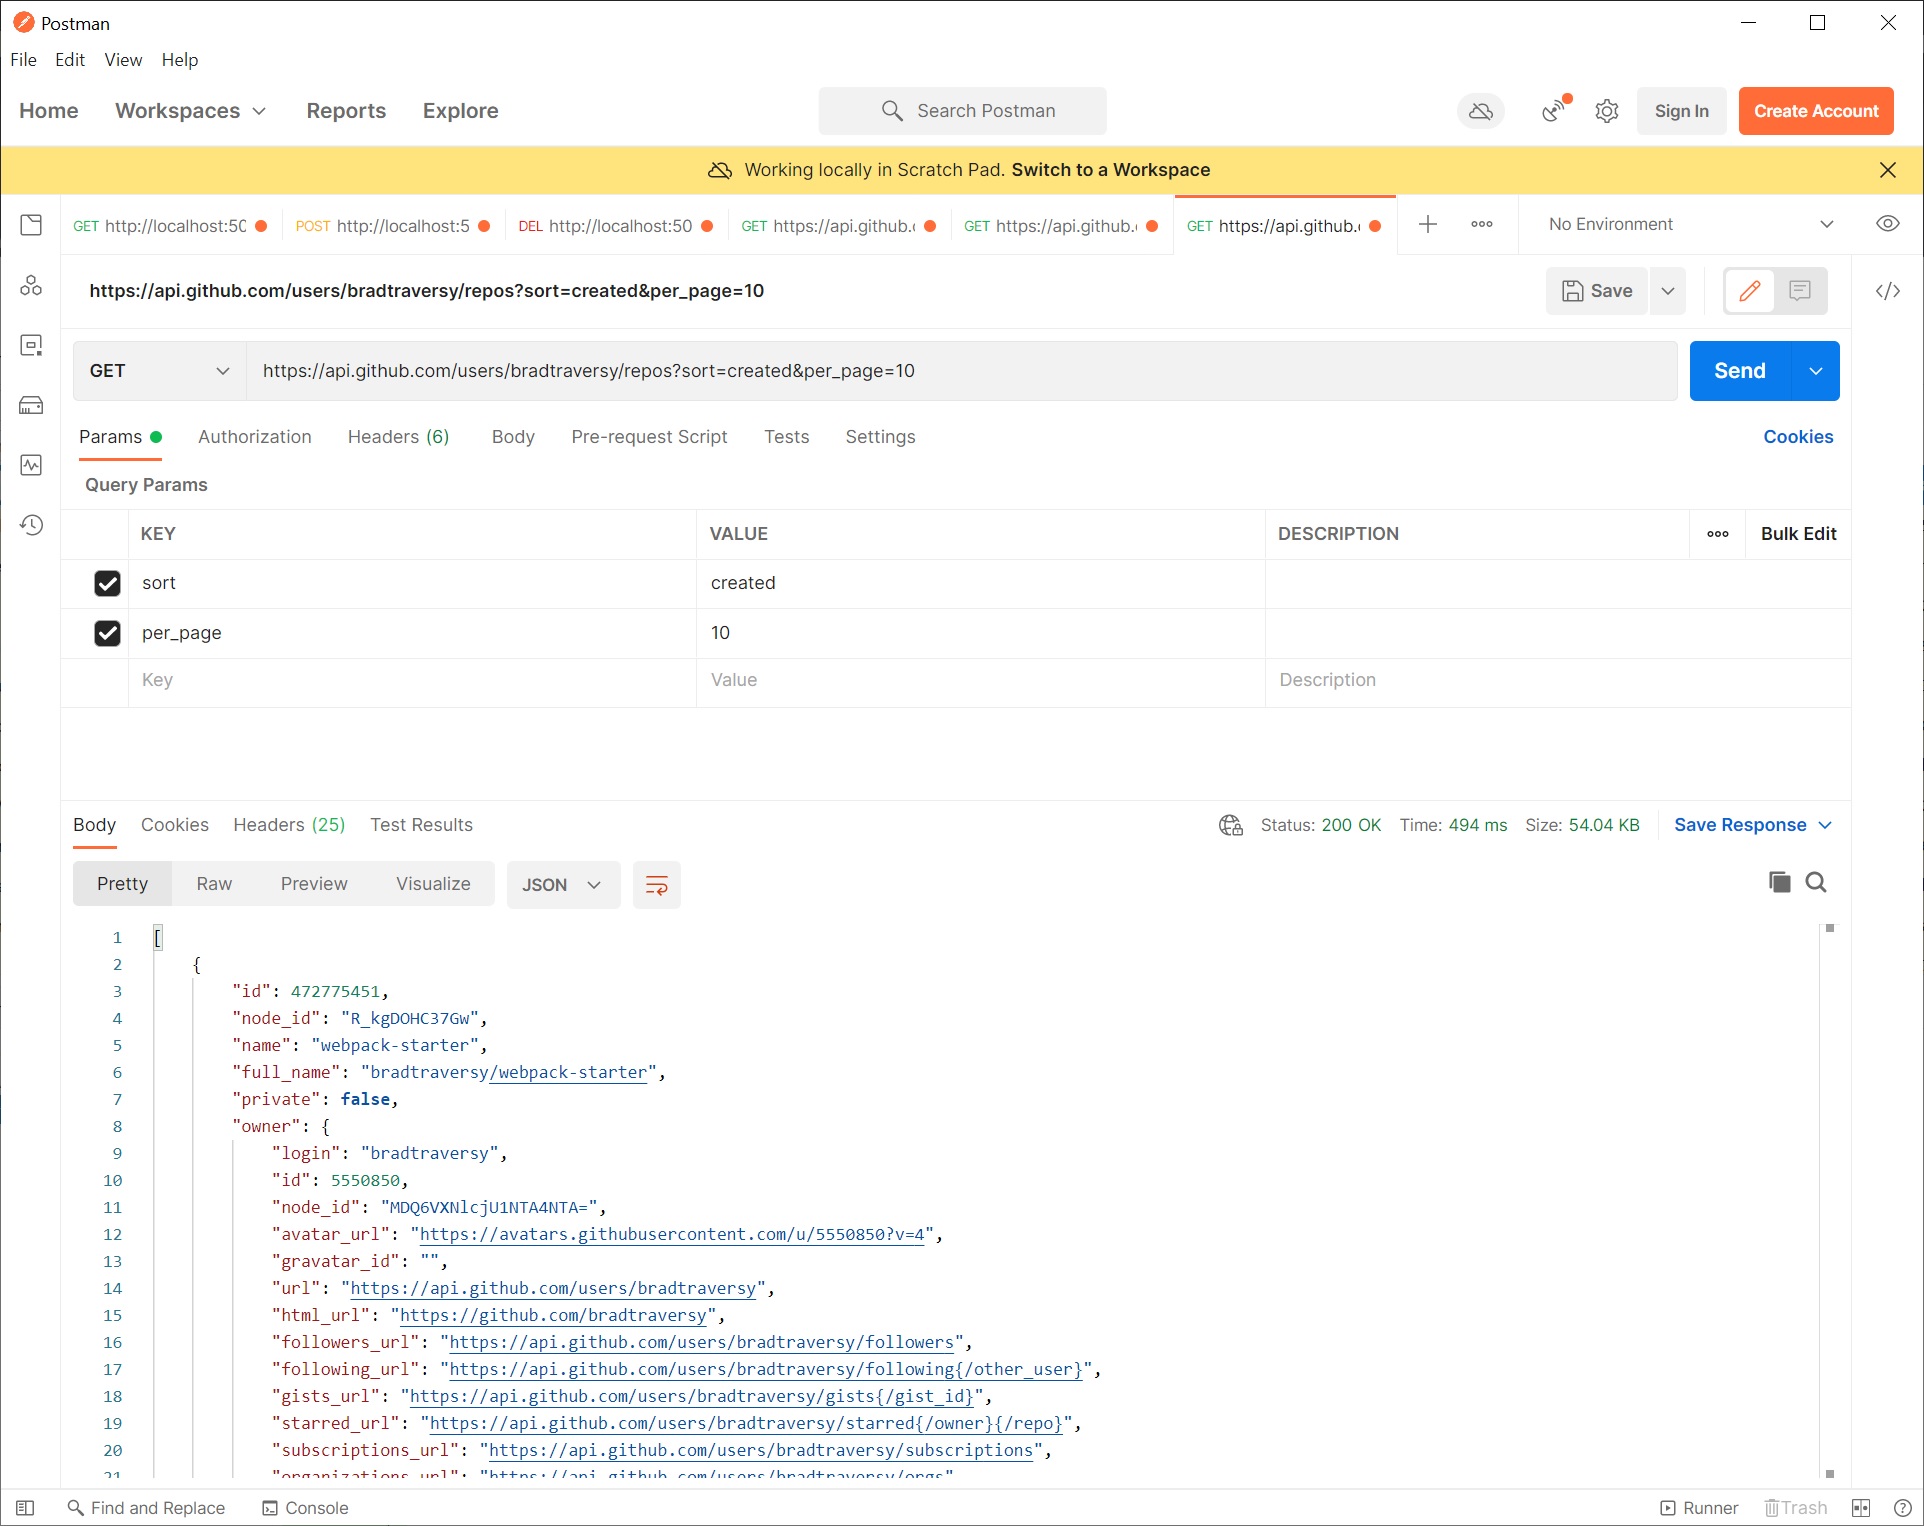 Postman
File Edit View Help
Home Workspaces Reports Explore Search Postman Sign In Create Account
Working locally in Scratch Pad. Switch to a Workspace
GET http://localhost:50 POST http://localhost:5 DEL http://localhost:50 GET https://api.github. GET https://api.github. GET https://api.github. No Environment
https://api.github.com/users/bradtraversy/repos?sort=created&per_page=10 Save
GET https://api.github.com/users/bradtraversy/repos?sort=created&per_page=10 Send
Params Authorization Headers (6) Body Pre-request Script Tests Settings Cookies
Query Params
KEY VALUE DESCRIPTION Bulk Edit
sort created
per_page 10
Key Value Description
Body Cookies Headers (25) Test Results Status: 200 OK Time: 494 ms Size: 54.04 KB Save Response
Pretty Raw Preview Visualize JSON
1 [
2 {
3 "id": 472775451,
4 "node_id": "R_kgDOHC37Gw",
5 "name": "webpack-starter",
6 "full_name": "bradtraversy/webpack-starter",
7 "private": false,
8 "owner": {
9 "login": "bradtraversy",
10 "id": 5550850,
11 "node_id": "MDQ6VXNlcjU1NTA4NTA=",
12 "avatar_url": "https://avatars.githubusercontent.com/u/5550850?v=4",
13 "gravatar_id": "",
14 "url": "https://api.github.com/users/bradtraversy",
15 "html_url": "https://github.com/bradtraversy",
16 "followers_url": "https://api.github.com/users/bradtraversy/followers",
17 "following_url": "https://api.github.com/users/bradtraversy/following{/other_user}",
18 "gists_url": "https://api.github.com/users/bradtraversy/gists{/gist_id}",
19 "starred_url": "https://api.github.com/users/bradtraversy/starred{/owner}{/repo}",
20 "subscriptions_url": "https://api.github.com/users/bradtraversy/subscriptions",
21 "organizations_url": "https://api.github.com/users/bradtraversy/orgs"
Find and Replace Console Runner Trash